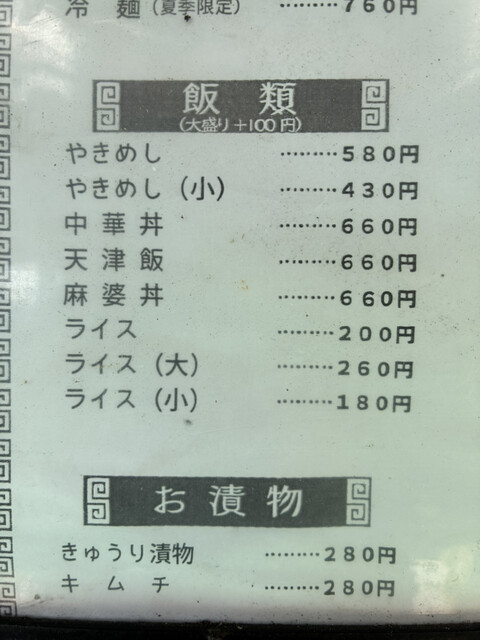 冷 麺（夏季限定） ………７６０円
飯 類
（大盛り＋１００円）
やきめし ………５８０円
やきめし（小） ………４３０円
中 華 丼 ………６６０円
天 津 飯 ………６６０円
麻 婆 丼 ………６６０円
ライス ………２００円
ライス（大） ………２６０円
ライス（小） ………１８０円
お 漬 物
きゅうり漬物 ………２８０円
キ ム チ ………２８０円